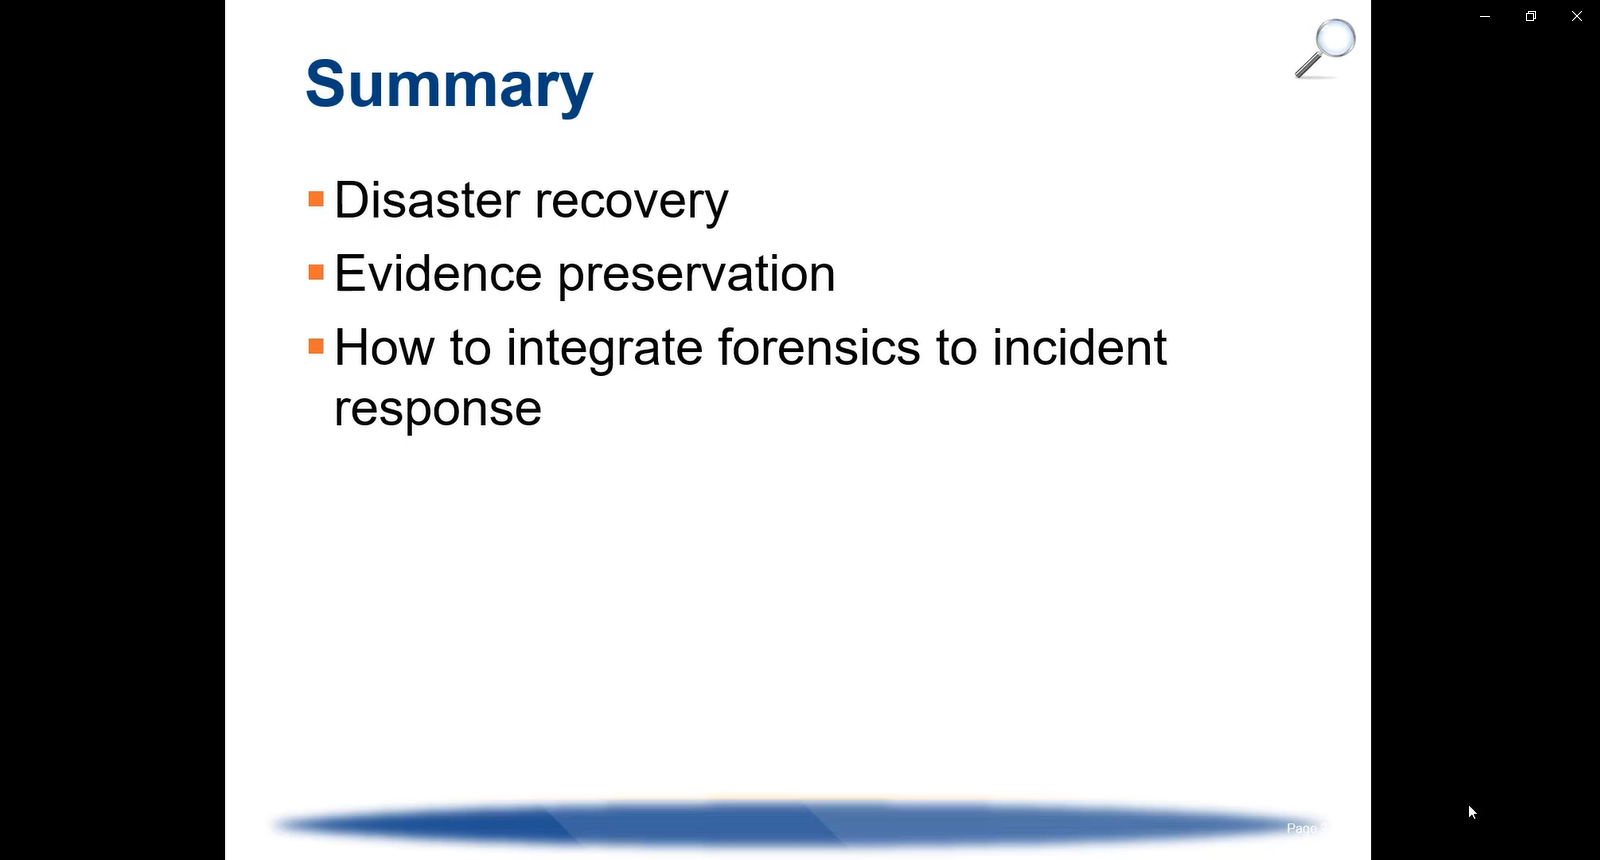 Summary
Disaster recovery
Evidence preservation
How to integrate forensics to incident
response
Page